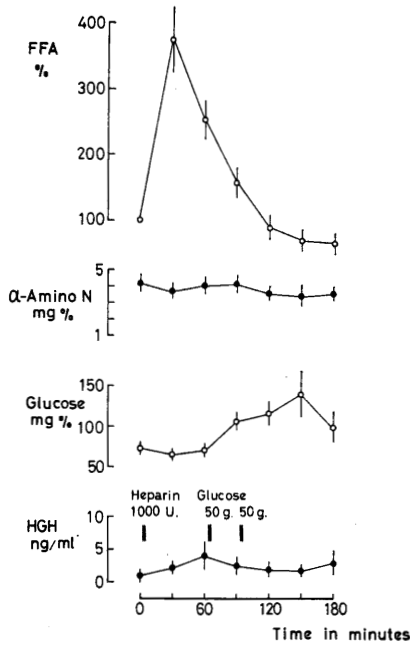 FFA
%
400
300
200
100
α-Amino N
mg %
5
1
Glucose
mg %
150
100
50
Heparin Glucose
1000 U. 50 g. 50 g.
HGH
ng/ml
10
5
0
0 60 120 180
Time in minutes